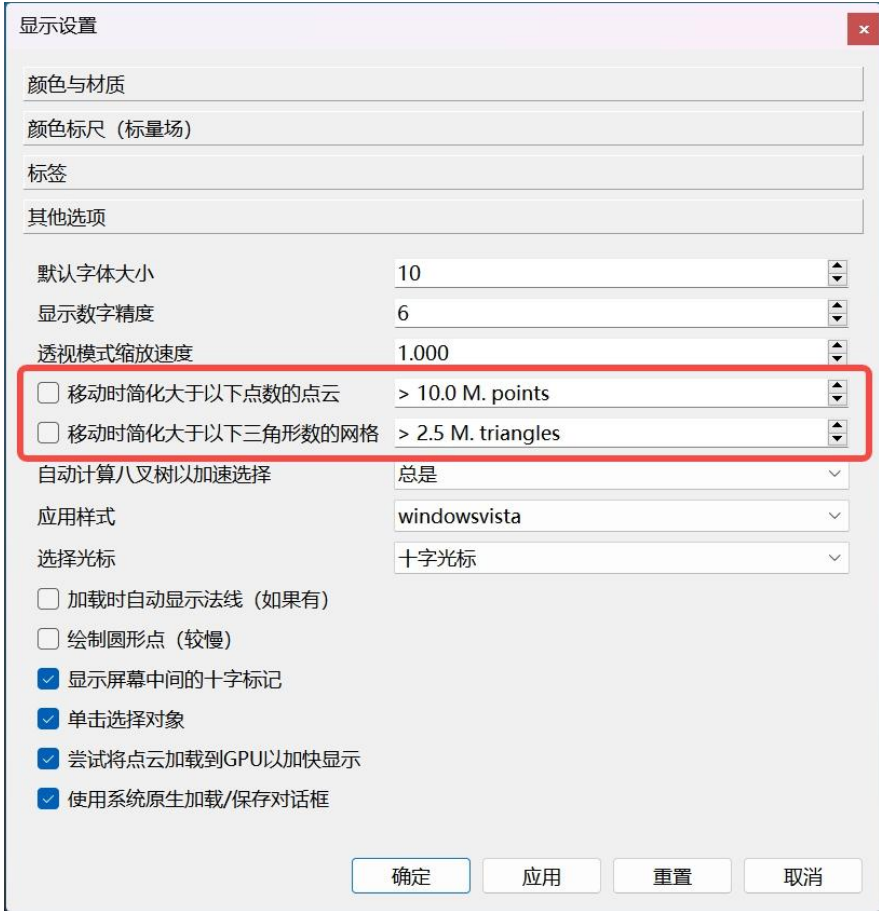 显示设置
颜色与材质
颜色标尺（标量场）
标签
其他选项
默认字体大小 10
显示数字精度 6
透视模式缩放速度 1.000
移动时简化大于以下点数的点云 > 10.0 M. points
移动时简化大于以下三角形数的网格 > 2.5 M. triangles
自动计算八叉树以加速选择 总是
应用样式 windowsvista
选择光标 十字光标
加载时自动显示法线（如果有）
绘制圆形点（较慢）
显示屏幕中间的十字标记
单击选择对象
尝试将点云加载到GPU以加快显示
使用系统原生加载/保存对话框
确定 应用 重置 取消